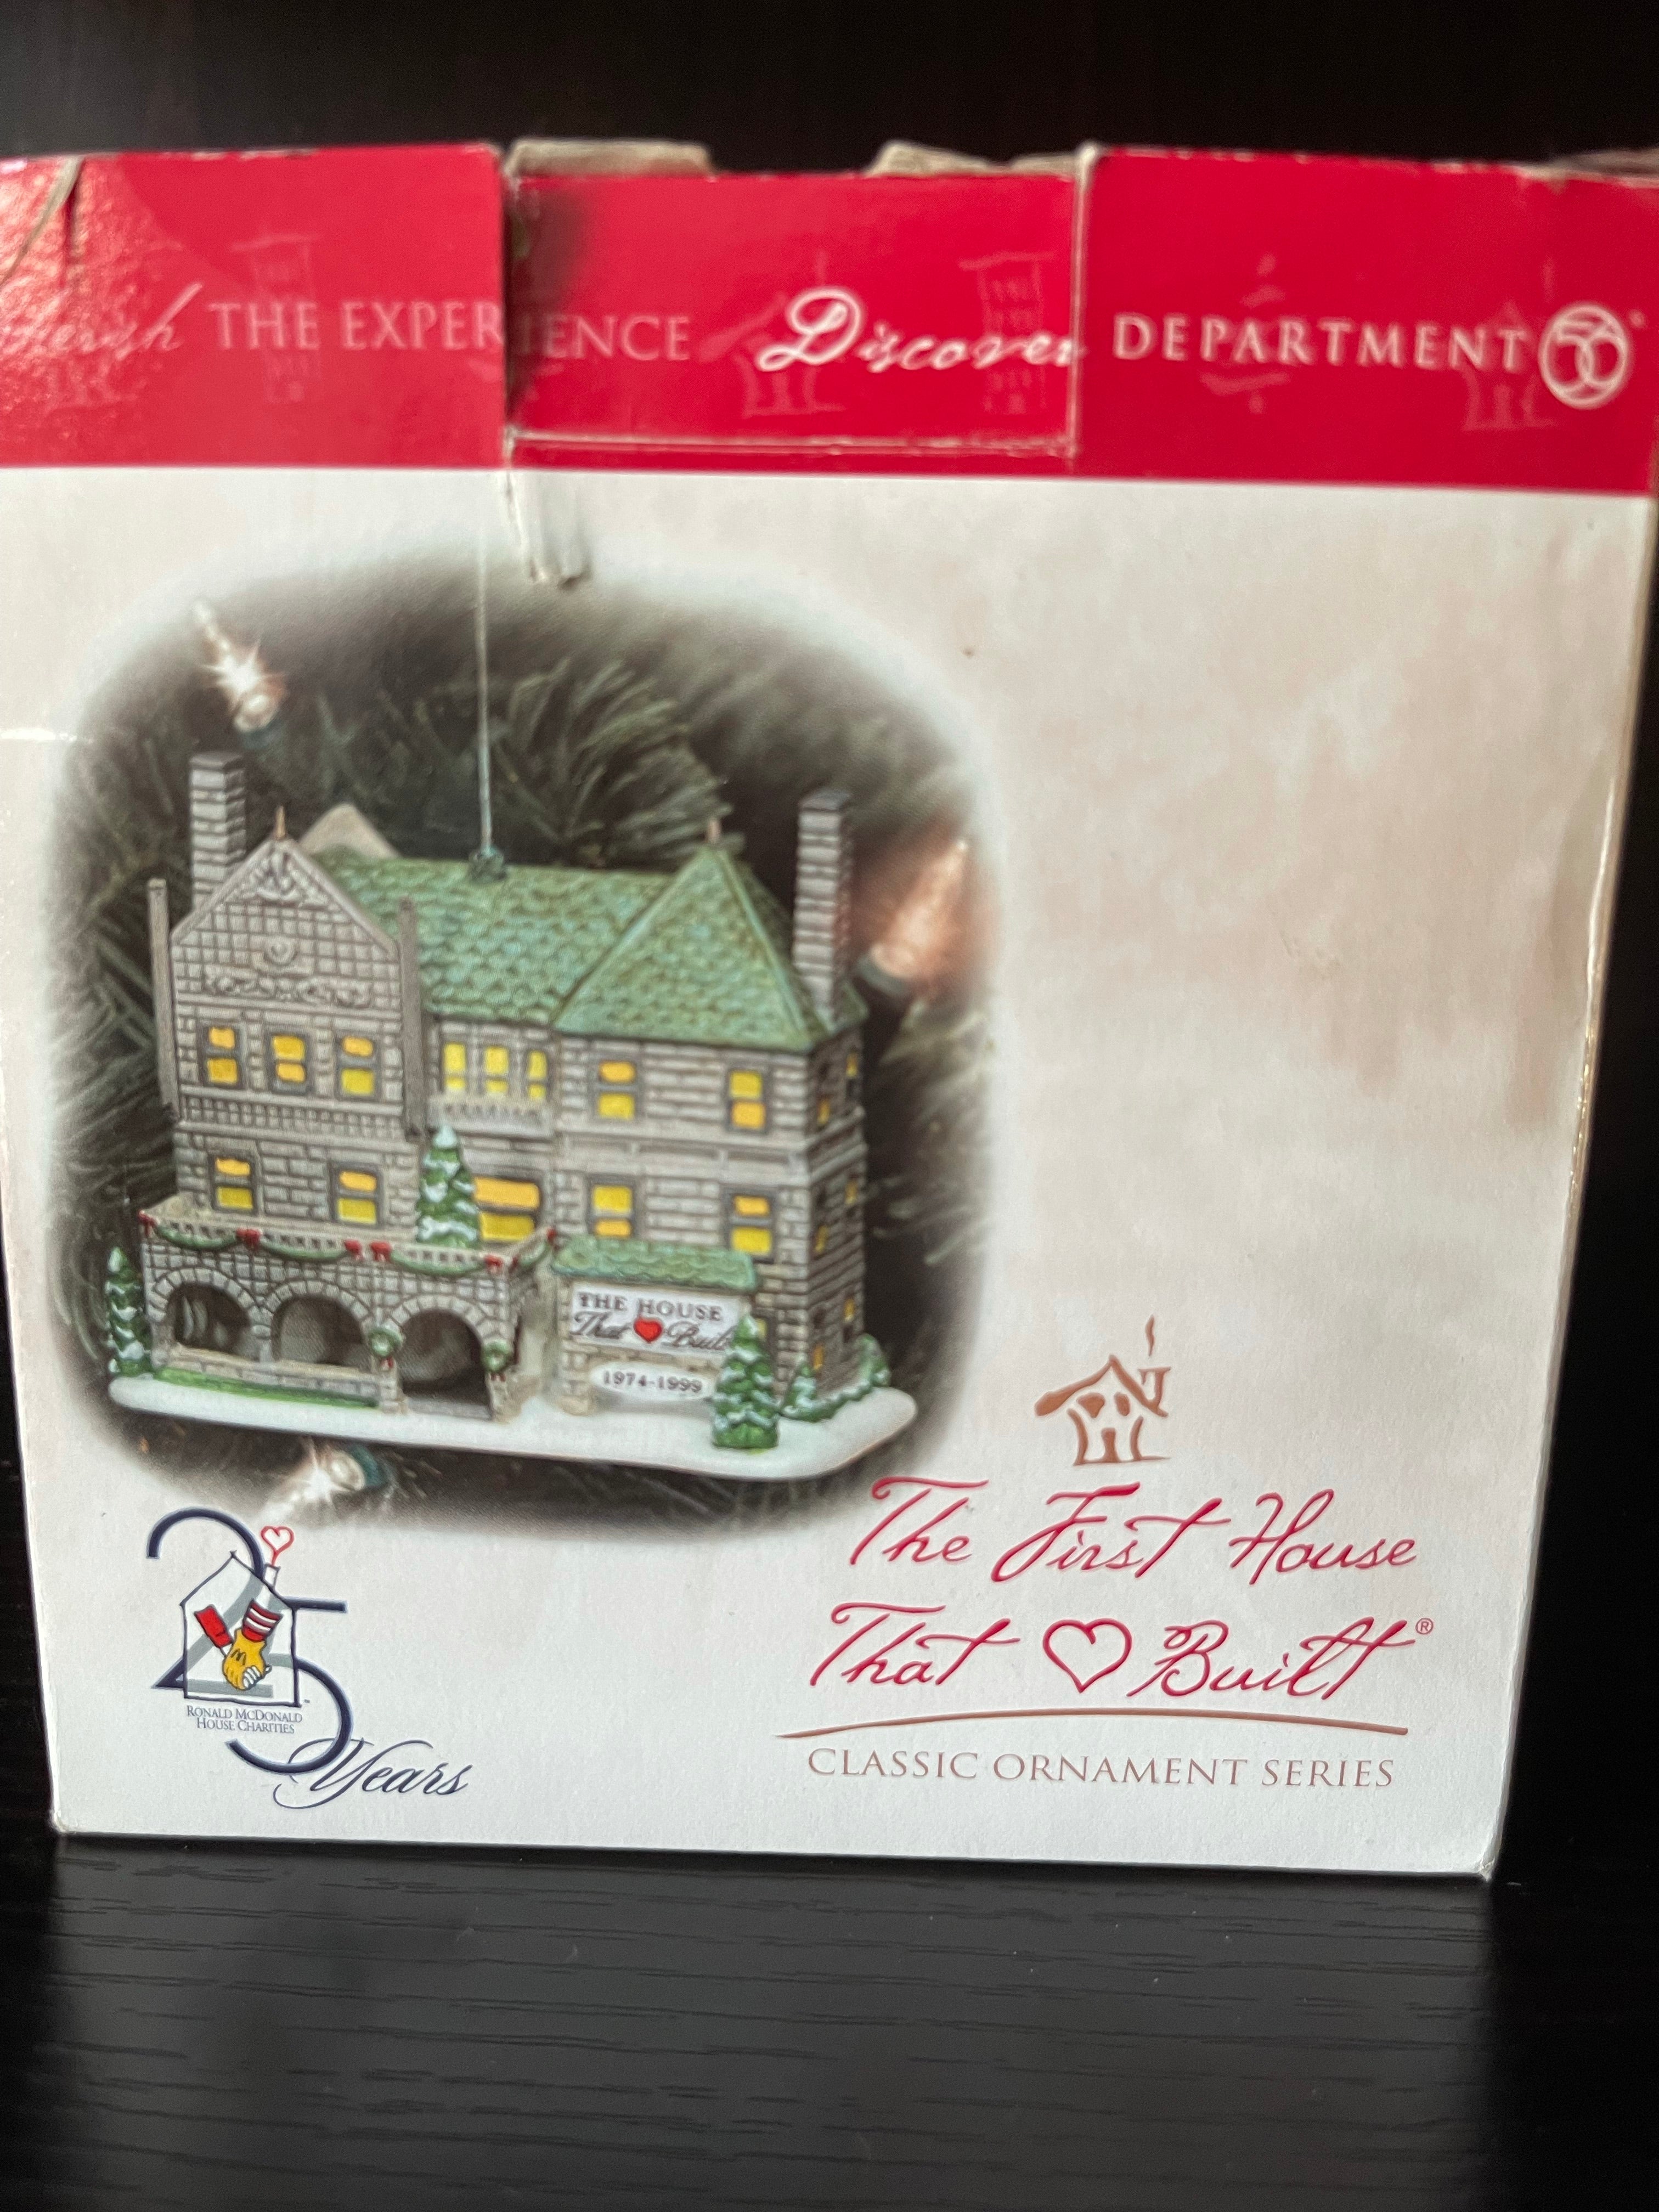 THE EXPERIENCE Discover DEPARTMENT 56
THE HOUSE
That ♥ Built
1974-1999
25
RONALD MCDONALD
HOUSE CHARITIES™
Years
The First House
That ♡ Built®
CLASSIC ORNAMENT SERIES